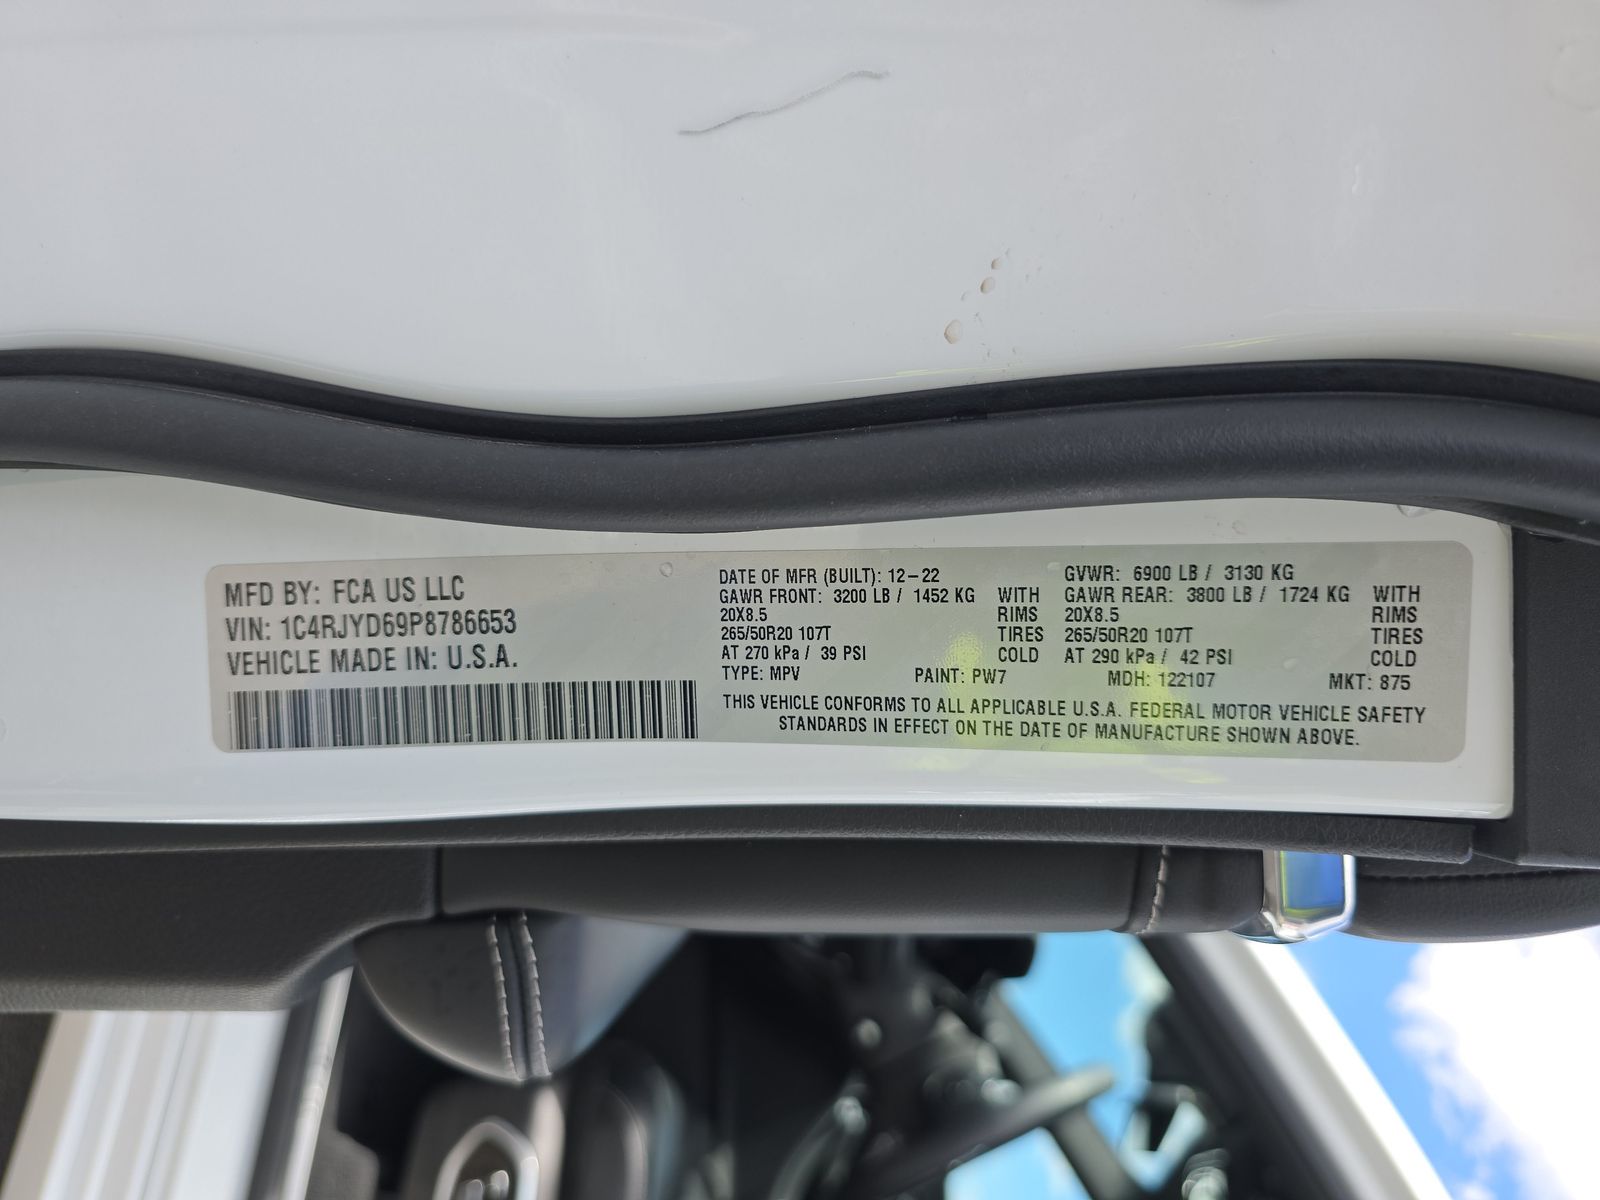 MFD BY: FCA US LLC
VIN: 1C4RJYD69P8786653
VEHICLE MADE IN: U.S.A.
DATE OF MFR (BUILT): 12-22 GVWR: 6900 LB / 3130 KG
GAWR FRONT: 3200 LB / 1452 KG WITH GAWR REAR: 3800 LB / 1724 KG WITH
20X8.5 RIMS 20X8.5 RIMS
265/50R20 107T TIRES 265/50R20 107T TIRES
AT 270 kPa / 39 PSI COLD AT 290 kPa / 42 PSI COLD
TYPE: MPV PAINT: PW7 MDH: 122107 MKT: 875
THIS VEHICLE CONFORMS TO ALL APPLICABLE U.S.A. FEDERAL MOTOR VEHICLE SAFETY
STANDARDS IN EFFECT ON THE DATE OF MANUFACTURE SHOWN ABOVE.